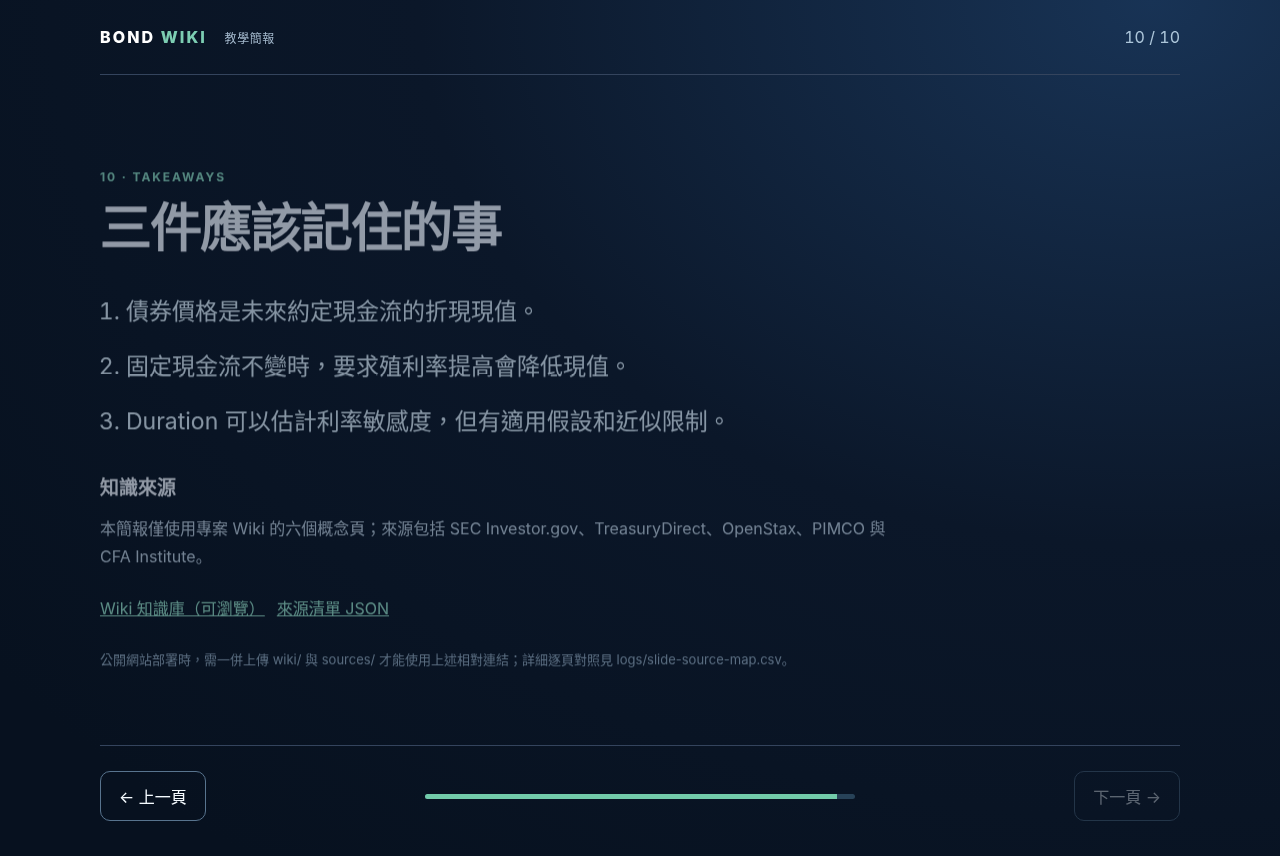 BOND WIKI 教學簡報
10 / 10
10 · TAKEAWAYS
三件應該記住的事
1. 債券價格是未來約定現金流的折現現值。
2. 固定現金流不變時，要求殖利率提高會降低現值。
3. Duration 可以估計利率敏感度，但有適用假設和近似限制。
知識來源
本簡報僅使用專案 Wiki 的六個概念頁；來源包括 SEC Investor.gov、TreasuryDirect、OpenStax、PIMCO 與
CFA Institute。
Wiki 知識庫（可瀏覽） 來源清單 JSON
公開網站部署時，需一併上傳 wiki/ 與 sources/ 才能使用上述相對連結；詳細逐頁對照見 logs/slide-source-map.csv。
← 上一頁
下一頁 →